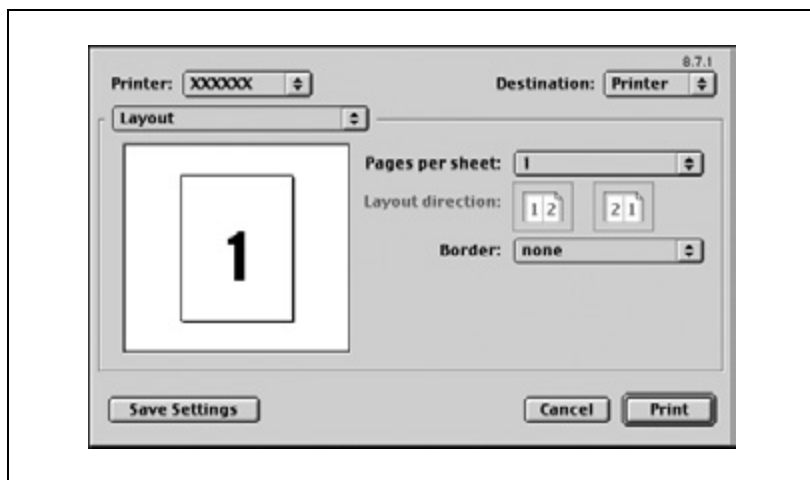 8.7.1
Printer: XXXXXX Destination: Printer
Layout
Pages per sheet: 1
Layout direction: 1 2 2 1
Border: none
1
Save Settings Cancel Print